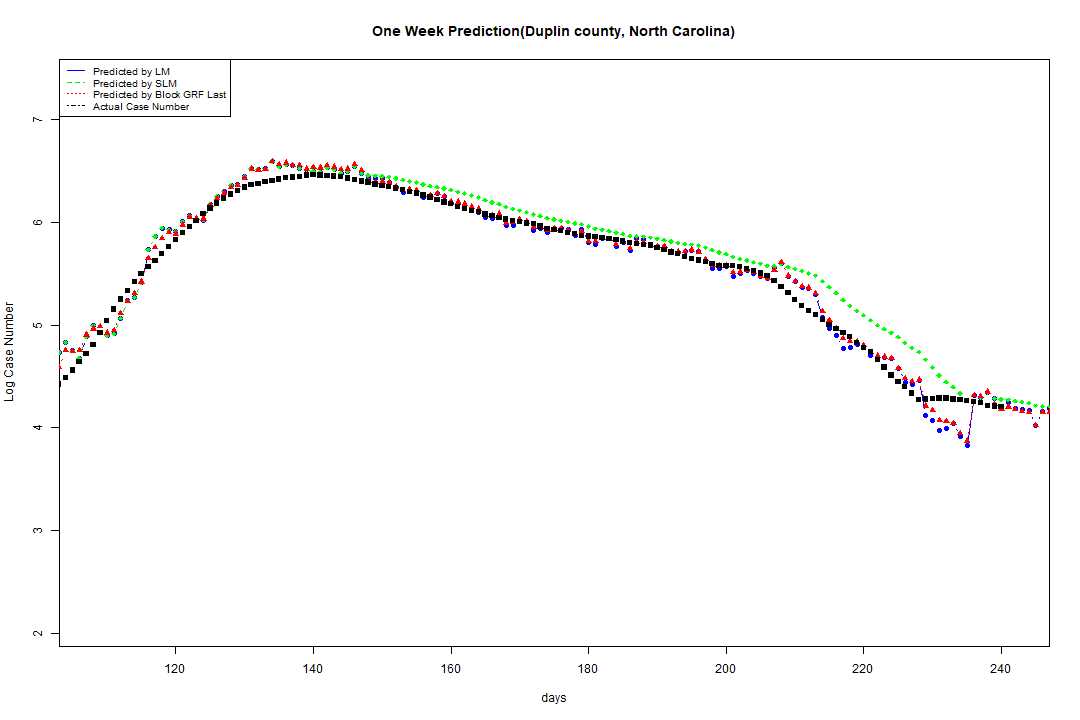 One Week Prediction(Duplin county, North Carolina)
Predicted by LM
Predicted by SLM
Predicted by Block GRF Last
Actual Case Number
7
6
5
4
3
2
Log Case Number
120 140 160 180 200 220 240
days